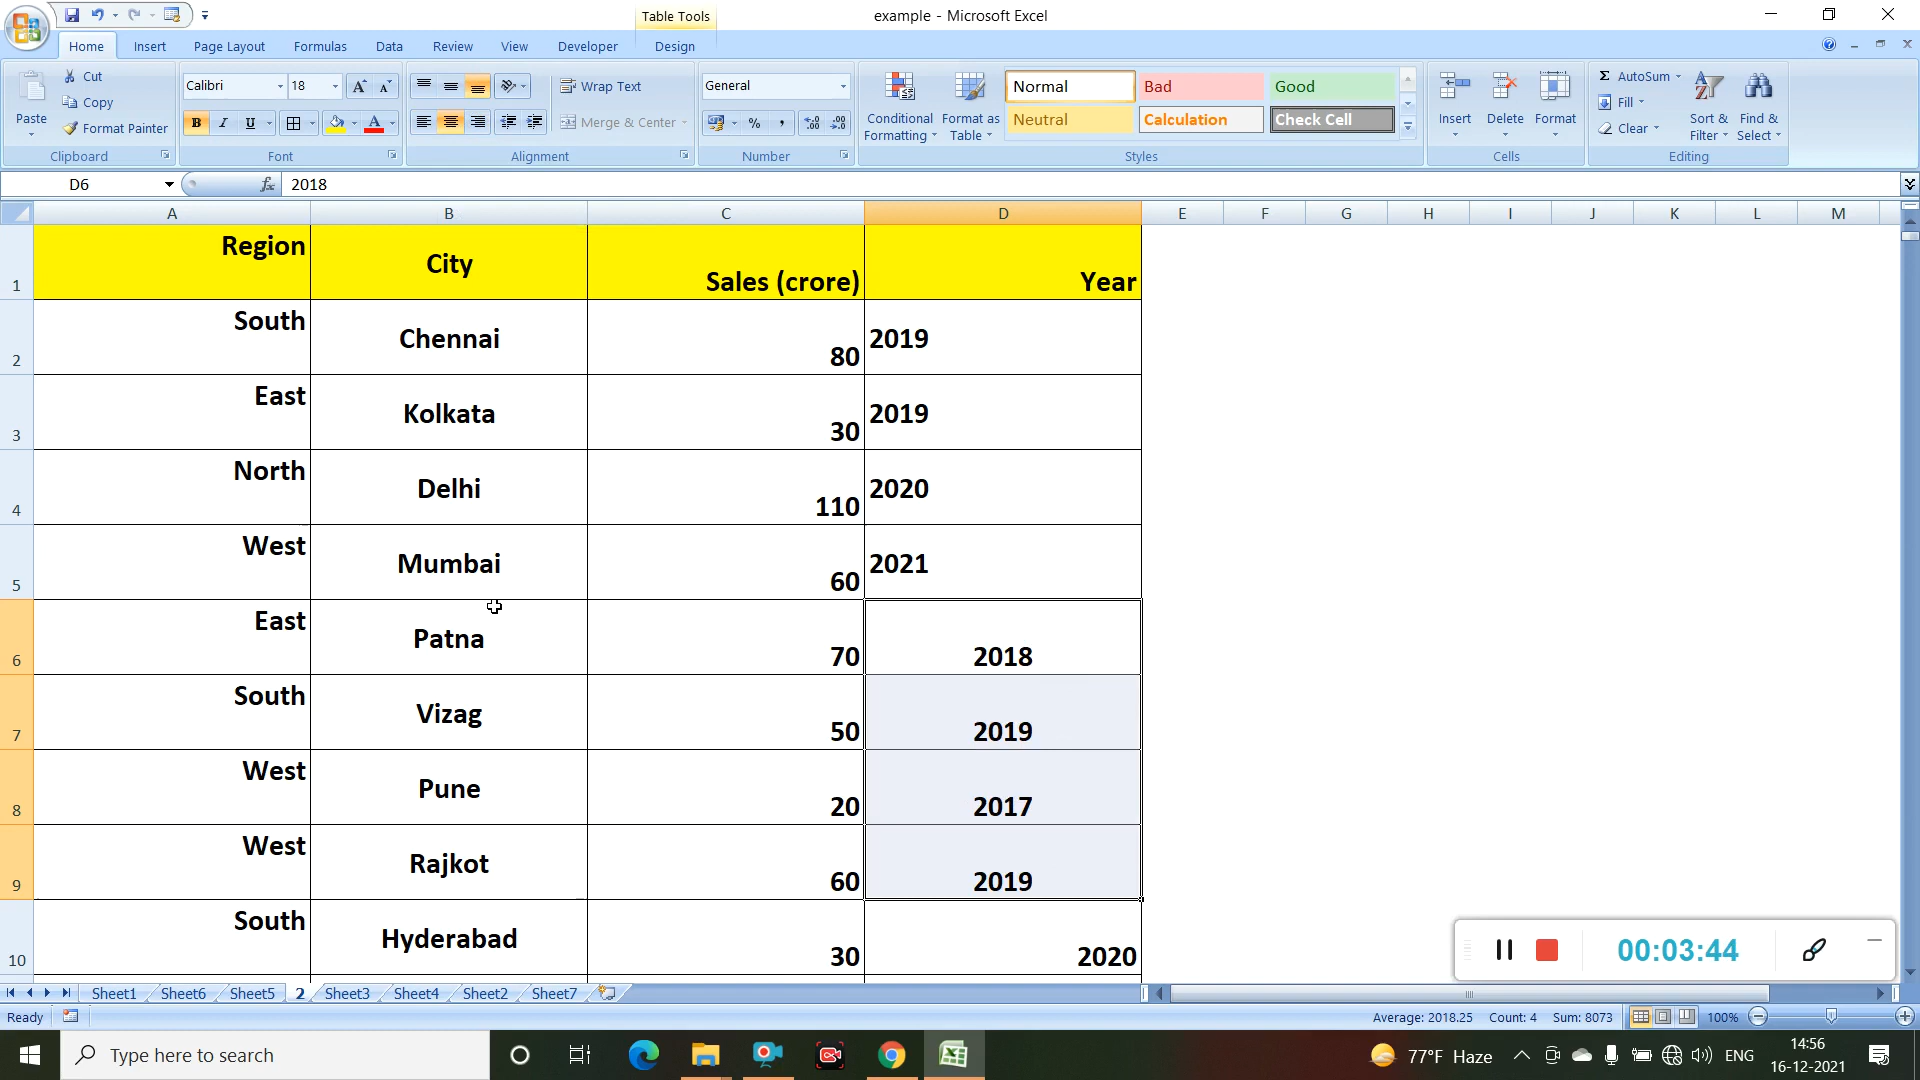 Table Tools
example - Microsoft Excel
Home Insert Page Layout Formulas Data Review View Developer Design
Paste
Cut
Copy
Format Painter
Clipboard
Calibri 18
B I U A
Font
Wrap Text
Merge & Center
Alignment
General
% ,
Number
Conditional Formatting
Format as Table
Normal Bad Good
Neutral Calculation Check Cell
Styles
Insert Delete Format
Cells
Σ AutoSum
Fill
Clear
Sort & Filter
Find & Select
Editing
D6 fx 2018
A B C D E F G H I J K L M
1 Region City Sales (crore) Year
2 South Chennai 80 2019
3 East Kolkata 30 2019
4 North Delhi 110 2020
5 West Mumbai 60 2021
6 East Patna 70 2018
7 South Vizag 50 2019
8 West Pune 20 2017
9 West Rajkot 60 2019
10 South Hyderabad 30 2020
00:03:44
Sheet1 Sheet6 Sheet5 2 Sheet3 Sheet4 Sheet2 Sheet7
Ready Average: 2018.25 Count: 4 Sum: 8073 100%
Type here to search
77°F Haze ENG
14:56
16-12-2021